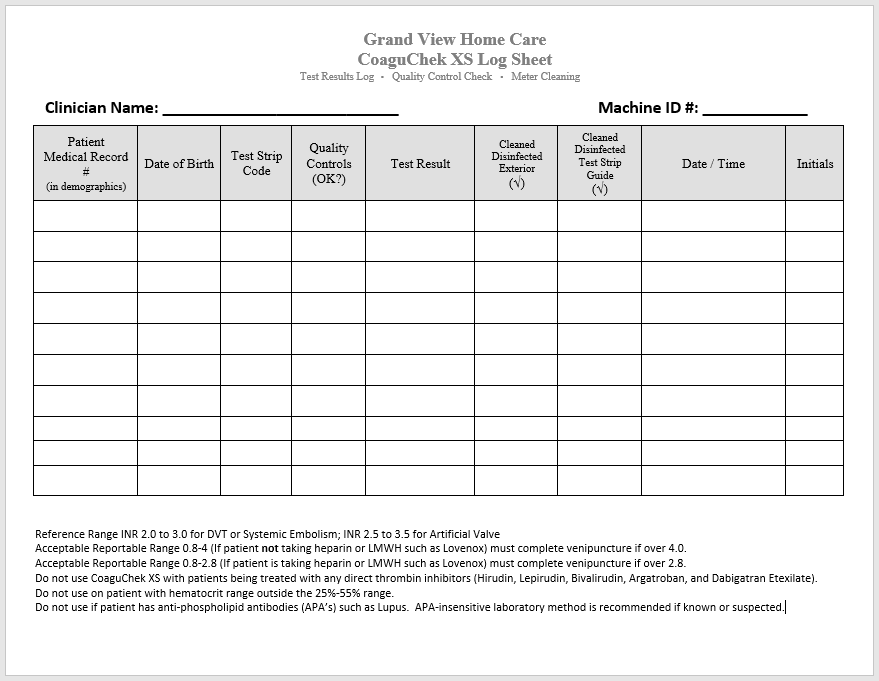 Grand View Home Care
CoaguChek XS Log Sheet
Test Results Log • Quality Control Check • Meter Cleaning
Clinician Name: ____________________________ Machine ID #: ____________
Patient
Medical Record
#
(in demographics)
Date of Birth
Test Strip
Code
Quality
Controls
(OK?)
Test Result
Cleaned
Disinfected
Exterior
(√)
Cleaned
Disinfected
Test Strip
Guide
(√)
Date / Time
Initials
Reference Range INR 2.0 to 3.0 for DVT or Systemic Embolism; INR 2.5 to 3.5 for Artificial Valve
Acceptable Reportable Range 0.8-4 (If patient not taking heparin or LMWH such as Lovenox) must complete venipuncture if over 4.0.
Acceptable Reportable Range 0.8-2.8 (If patient is taking heparin or LMWH such as Lovenox) must complete venipuncture if over 2.8.
Do not use CoaguChek XS with patients being treated with any direct thrombin inhibitors (Hirudin, Lepirudin, Bivalirudin, Argatroban, and Dabigatran Etexilate).
Do not use on patient with hematocrit range outside the 25%-55% range.
Do not use if patient has anti-phospholipid antibodies (APA's) such as Lupus. APA-insensitive laboratory method is recommended if known or suspected.